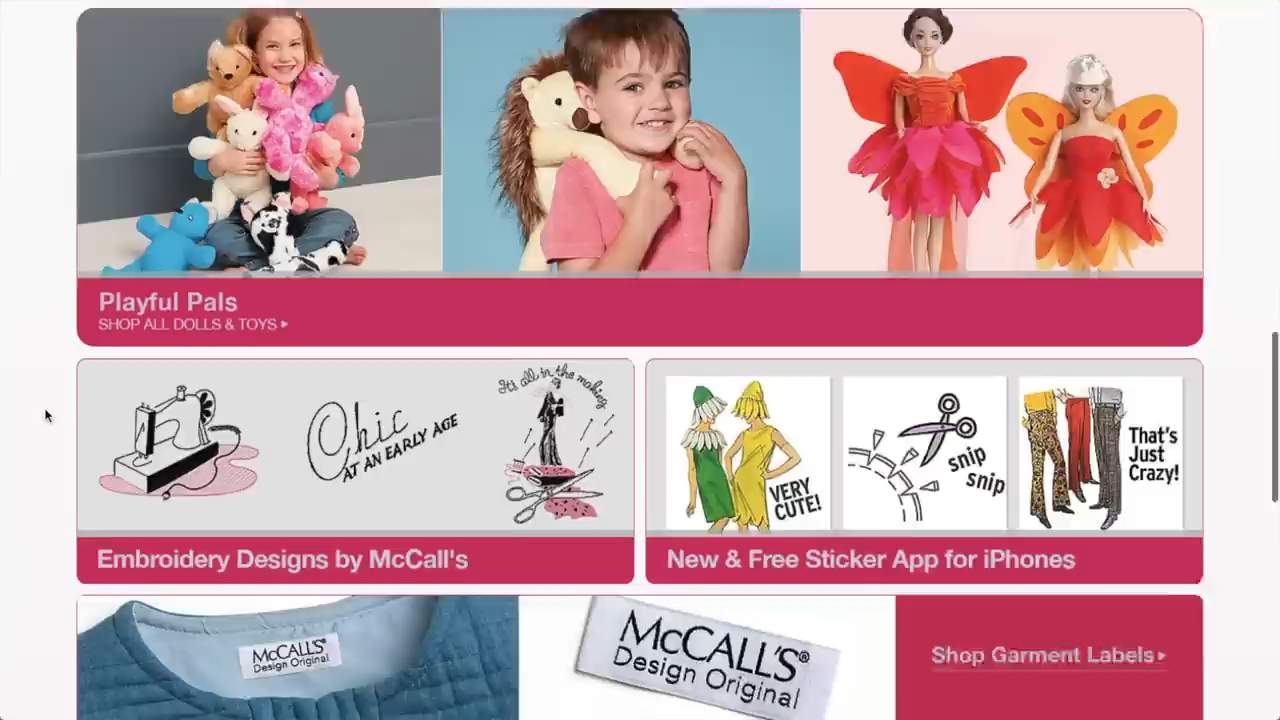 Playful Pals
SHOP ALL DOLLS & TOYS
Chic
AT AN EARLY AGE
It's all in the making
VERY
CUTE!
snip
snip
That's
Just
Crazy!
Embroidery Designs by McCall's
New & Free Sticker App for iPhones
McCALL'S®
Design Original
McCALL'S®
Design Original
Shop Garment Labels